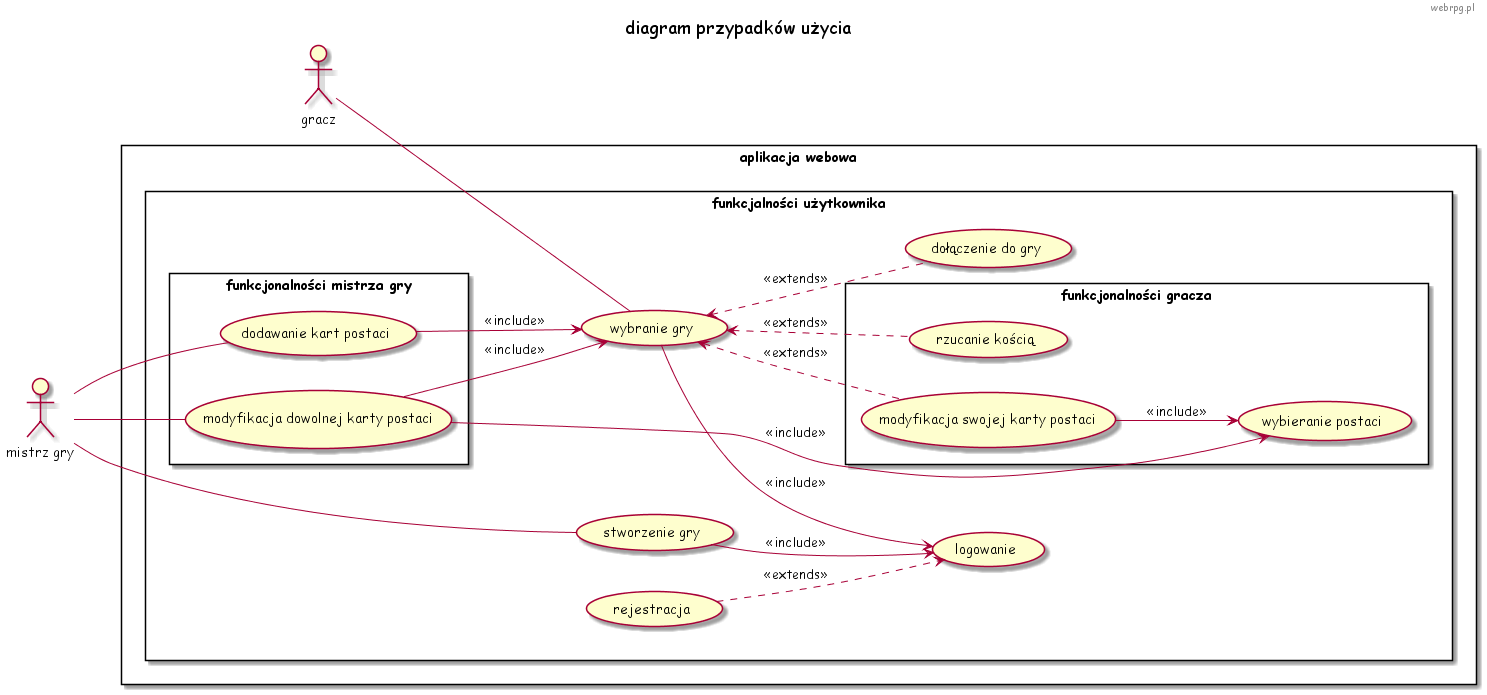 webrpg.pl
diagram przypadków użycia
gracz
aplikacja webowa
funkcjalności użytkownika
dołączenie do gry
«extends»
funkcjonalności mistrza gry
funkcjonalności gracza
«include»
«extends»
dodawanie kart postaci
wybranie gry
rzucanie kością
«include»
«extends»
modyfikacja dowolnej karty postaci
modyfikacja swojej karty postaci
«include»
wybieranie postaci
«include»
mistrz gry
«include»
stworzenie gry
«include»
logowanie
«extends»
rejestracja